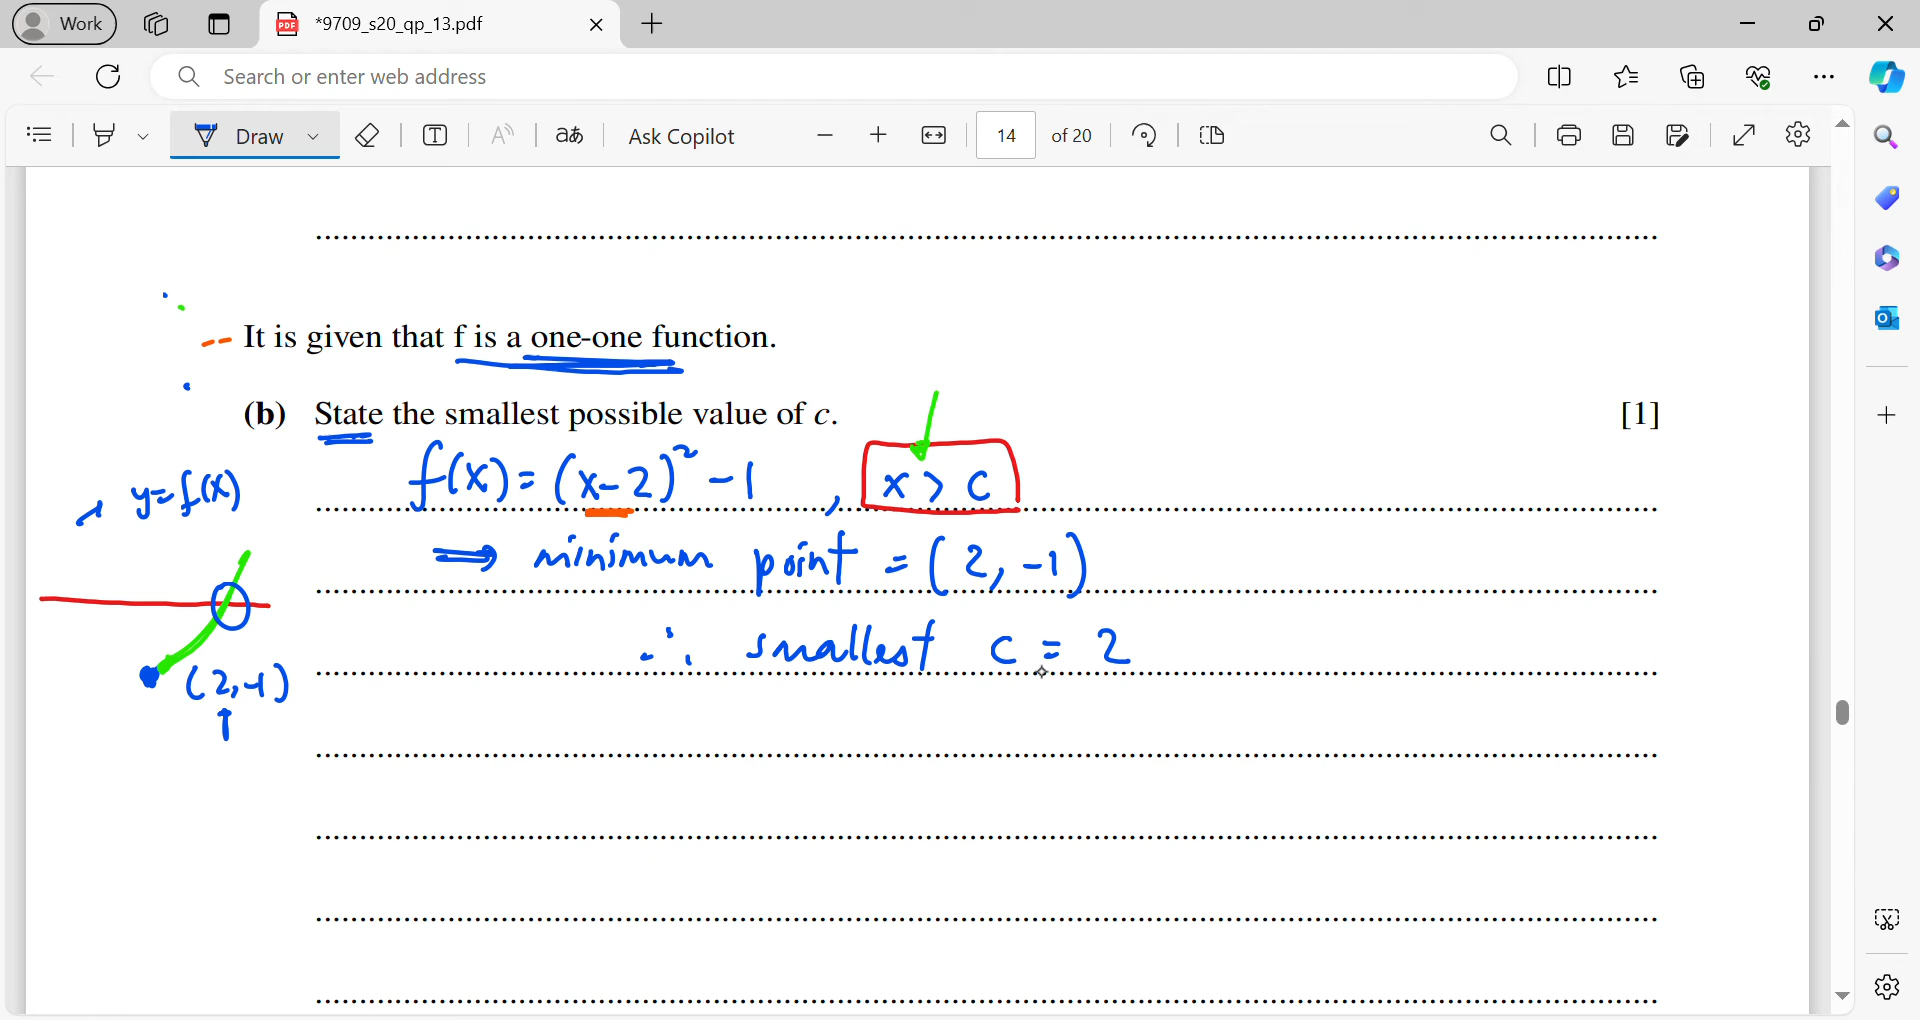 Work
*9709_s20_qp_13.pdf
Search or enter web address
Draw
Ask Copilot
14 of 20
It is given that f is a one-one function.
(b) State the smallest possible value of c. [1]
y=f(x)
f(x) = (x-2)² - 1 , x > c
⟹ minimum point = (2, -1)
∴ smallest c = 2
(2,-1)